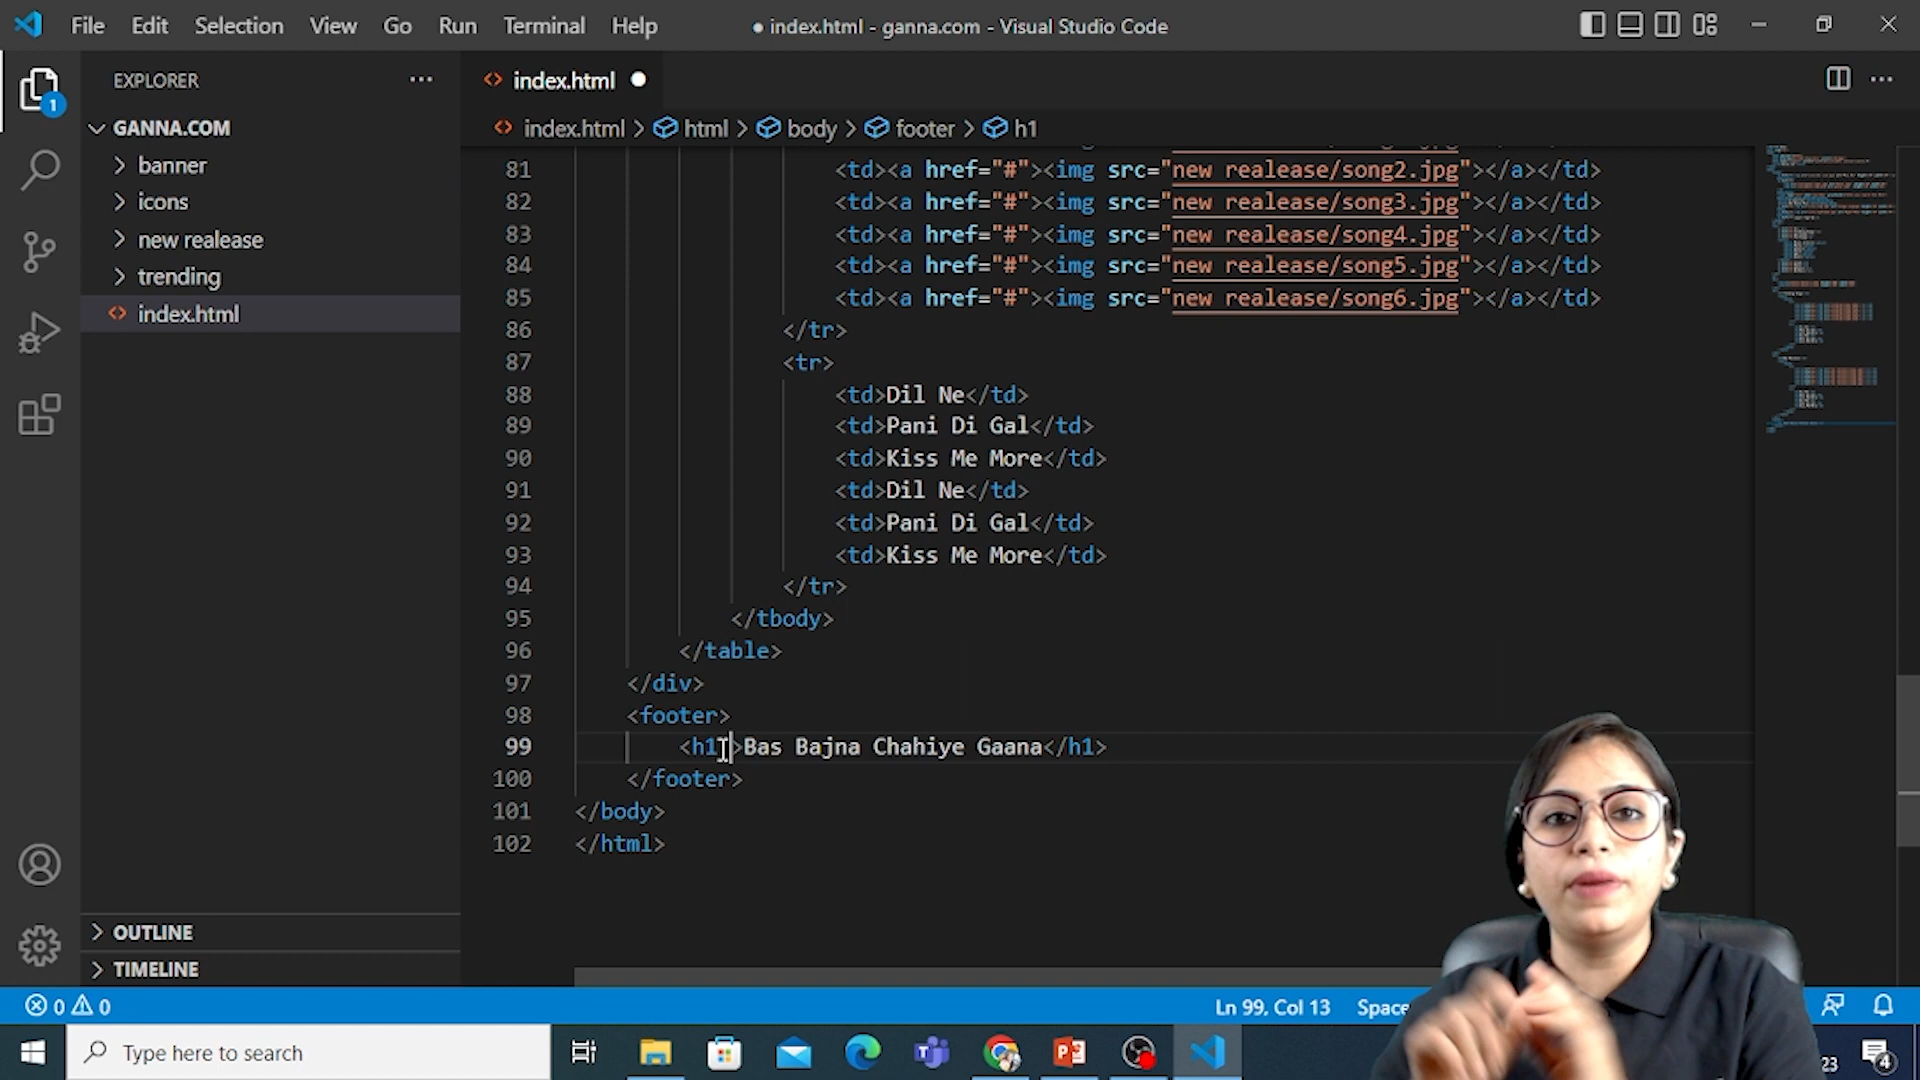 File Edit Selection View Go Run Terminal Help
● index.html - ganna.com - Visual Studio Code
EXPLORER
index.html
1
GANNA.COM
index.html > html > body > footer > h1
banner
icons
new realease
trending
index.html
81 <td><a href="#"><img src="new realease/song2.jpg"></a></td>
82 <td><a href="#"><img src="new realease/song3.jpg"></a></td>
83 <td><a href="#"><img src="new realease/song4.jpg"></a></td>
84 <td><a href="#"><img src="new realease/song5.jpg"></a></td>
85 <td><a href="#"><img src="new realease/song6.jpg"></a></td>
86 </tr>
87 <tr>
88 <td>Dil Ne</td>
89 <td>Pani Di Gal</td>
90 <td>Kiss Me More</td>
91 <td>Dil Ne</td>
92 <td>Pani Di Gal</td>
93 <td>Kiss Me More</td>
94 </tr>
95 </tbody>
96 </table>
97 </div>
98 <footer>
99 <h1 >Bas Bajna Chahiye Gaana</h1>
100 </footer>
101 </body>
102 </html>
OUTLINE
TIMELINE
0 0
Ln 99, Col 13
Type here to search
23
4